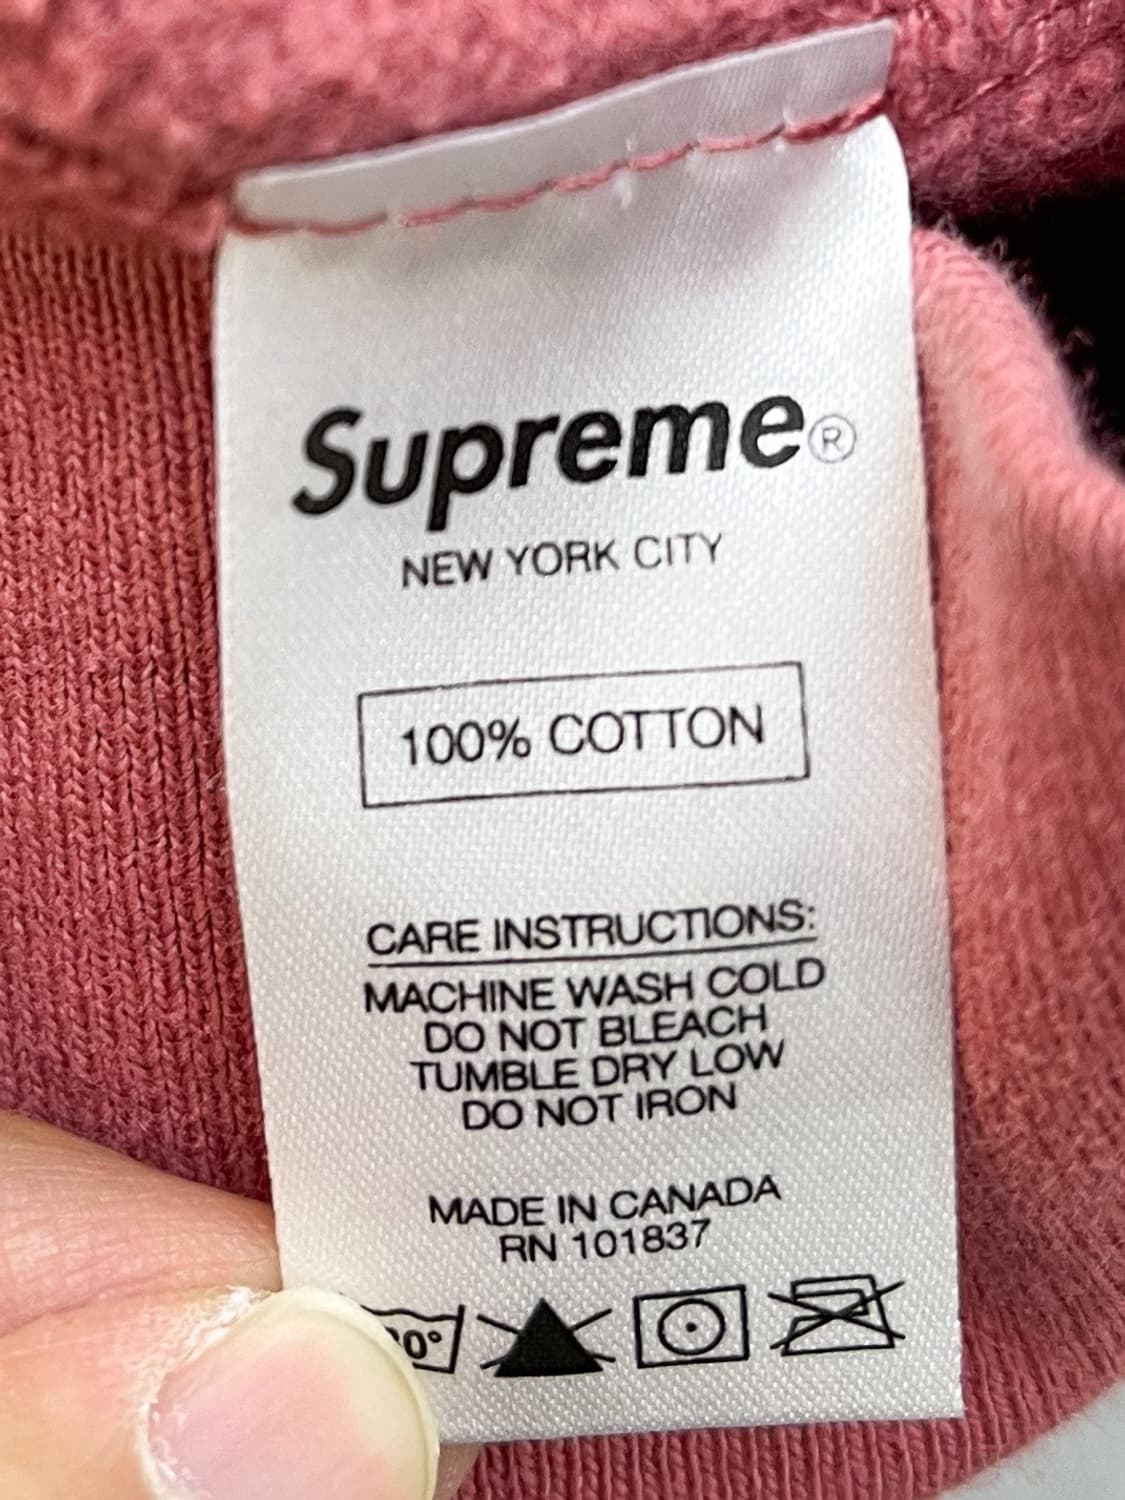 Supreme®
NEW YORK CITY
100% COTTON
CARE INSTRUCTIONS:
MACHINE WASH COLD
DO NOT BLEACH
TUMBLE DRY LOW
DO NOT IRON
MADE IN CANADA
RN 101837
0°